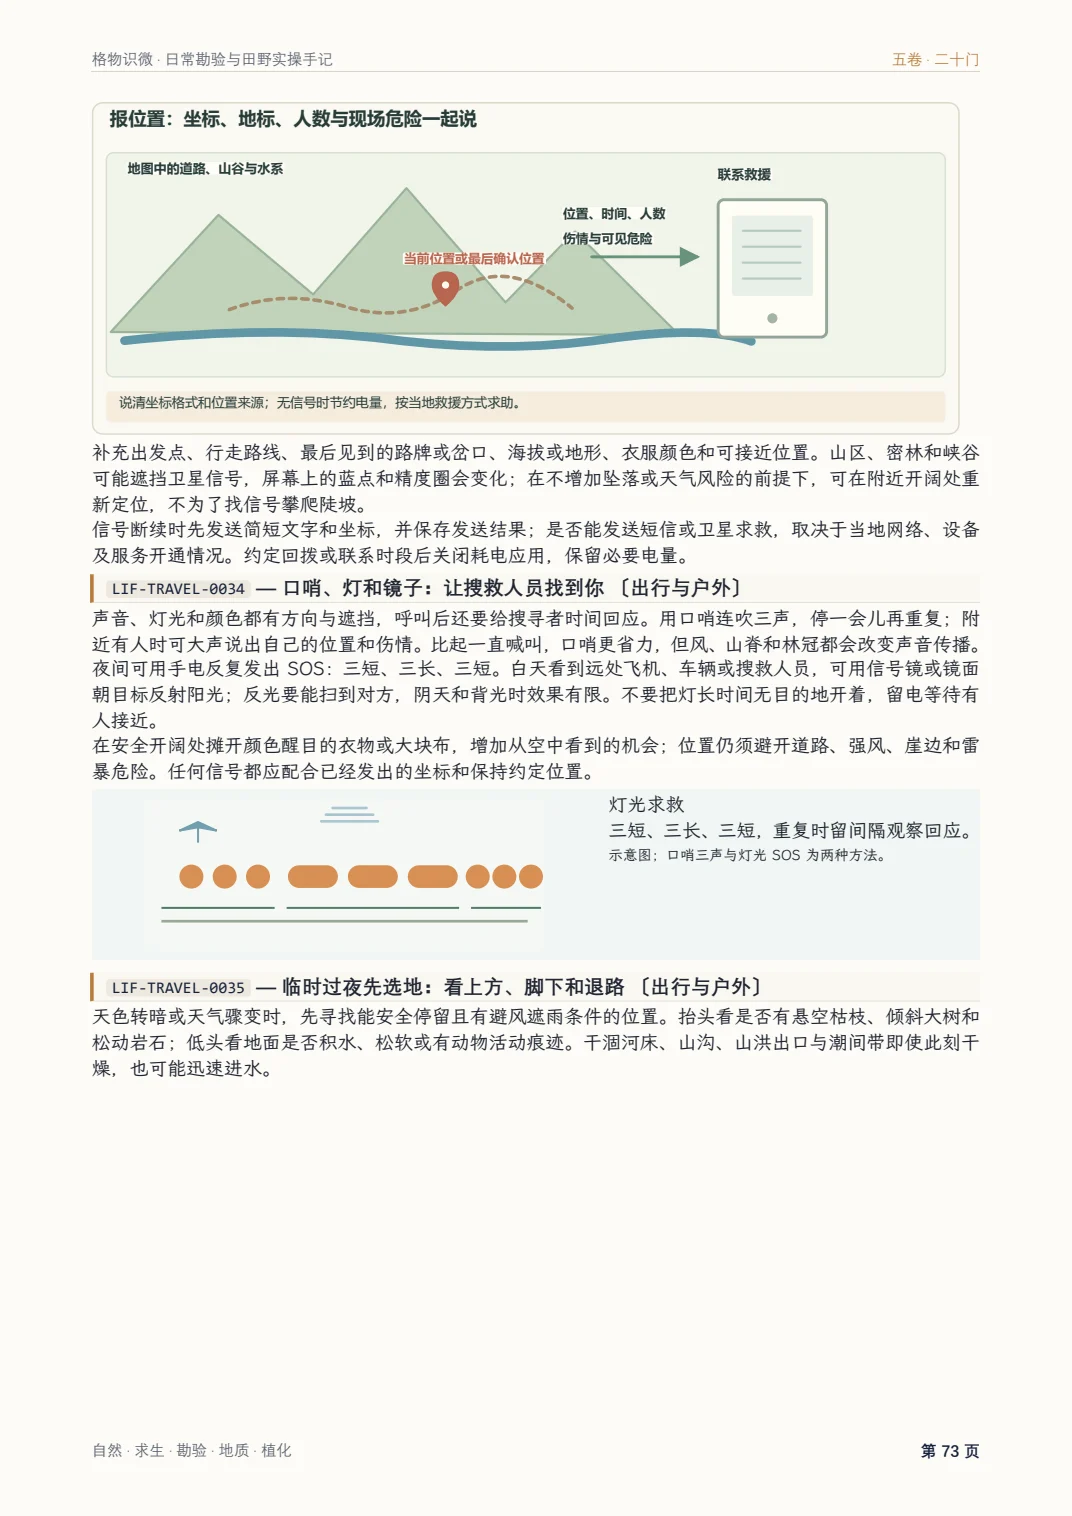 格物识微 · 日常勘验与田野实操手记
五卷 · 二十门
报位置：坐标、地标、人数与现场危险一起说
地图中的道路、山谷与水系
联系救援
位置、时间、人数
伤情与可见危险
当前位置或最后确认位置
说清坐标格式和位置来源；无信号时节约电量，按当地救援方式求助。
补充出发点、行走路线、最后见到的路牌或岔口、海拔或地形、衣服颜色和可接近位置。山区、密林和峡谷
可能遮挡卫星信号，屏幕上的蓝点和精度圈会变化；在不增加坠落或天气风险的前提下，可在附近开阔处重
新定位，不为了找信号攀爬陡坡。
信号断续时先发送简短文字和坐标，并保存发送结果；是否能发送短信或卫星求救，取决于当地网络、设备
及服务开通情况。约定回拨或联系时段后关闭耗电应用，保留必要电量。
LIF-TRAVEL-0034 — 口哨、灯和镜子：让搜救人员找到你 〔出行与户外〕
声音、灯光和颜色都有方向与遮挡，呼叫后还要给搜寻者时间回应。用口哨连吹三声，停一会儿再重复；附
近有人时可大声说出自己的位置和伤情。比起一直喊叫，口哨更省力，但风、山脊和林冠都会改变声音传播。
夜间可用手电反复发出 SOS：三短、三长、三短。白天看到远处飞机、车辆或搜救人员，可用信号镜或镜面
朝目标反射阳光；反光要能扫到对方，阴天和背光时效果有限。不要把灯长时间无目的地开着，留电等待有
人接近。
在安全开阔处摊开颜色醒目的衣物或大块布，增加从空中看到的机会；位置仍须避开道路、强风、崖边和雷
暴危险。任何信号都应配合已经发出的坐标和保持约定位置。
灯光求救
三短、三长、三短，重复时留间隔观察回应。
示意图；口哨三声与灯光 SOS 为两种方法。
LIF-TRAVEL-0035 — 临时过夜先选地：看上方、脚下和退路 〔出行与户外〕
天色转暗或天气骤变时，先寻找能安全停留且有避风遮雨条件的位置。抬头看是否有悬空枯枝、倾斜大树和
松动岩石；低头看地面是否积水、松软或有动物活动痕迹。干涸河床、山沟、山洪出口与潮间带即使此刻干
燥，也可能迅速进水。
自然 · 求生 · 勘验 · 地质 · 植化
第 73 页